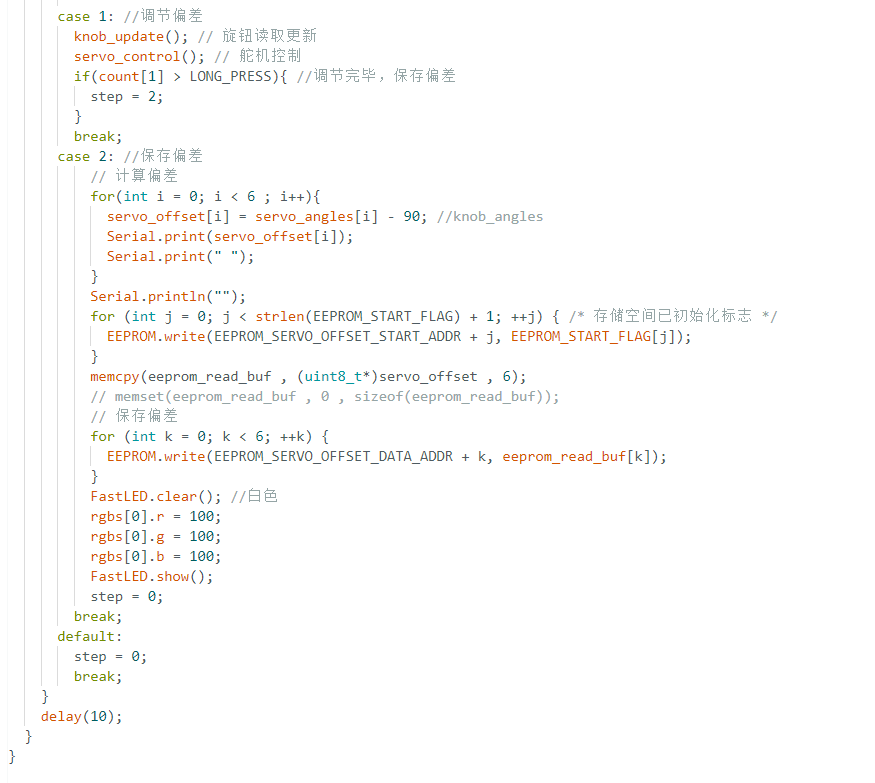 case 1: //调节偏差
knob_update(); // 旋钮读取更新
servo_control(); // 舵机控制
if(count[1] > LONG_PRESS){ //调节完毕，保存偏差
step = 2;
}
break;
case 2: //保存偏差
// 计算偏差
for(int i = 0; i < 6 ; i++){
servo_offset[i] = servo_angles[i] - 90; //knob_angles
Serial.print(servo_offset[i]);
Serial.print(" ");
}
Serial.println("");
for (int j = 0; j < strlen(EEPROM_START_FLAG) + 1; ++j) { /* 存储空间已初始化标志 */
EEPROM.write(EEPROM_SERVO_OFFSET_START_ADDR + j, EEPROM_START_FLAG[j]);
}
memcpy(eeprom_read_buf , (uint8_t*)servo_offset , 6);
// memset(eeprom_read_buf , 0 , sizeof(eeprom_read_buf));
// 保存偏差
for (int k = 0; k < 6; ++k) {
EEPROM.write(EEPROM_SERVO_OFFSET_DATA_ADDR + k, eeprom_read_buf[k]);
}
FastLED.clear(); //白色
rgbs[0].r = 100;
rgbs[0].g = 100;
rgbs[0].b = 100;
FastLED.show();
step = 0;
break;
default:
step = 0;
break;
}
delay(10);
}
}